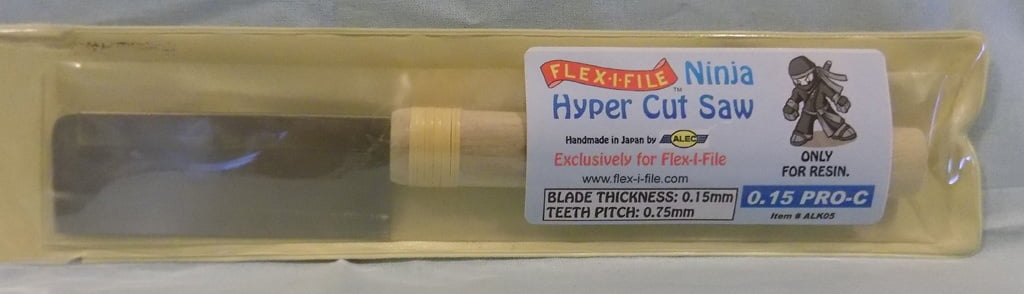 FLEX-I-FILE Ninja
™
Hyper Cut Saw
Handmade in Japan by ALEC
Exclusively for Flex-I-File
www.flex-i-file.com
BLADE THICKNESS: 0.15mm
TEETH PITCH: 0.75mm
ONLY
FOR RESIN.
0.15 PRO-C
Item # ALK05